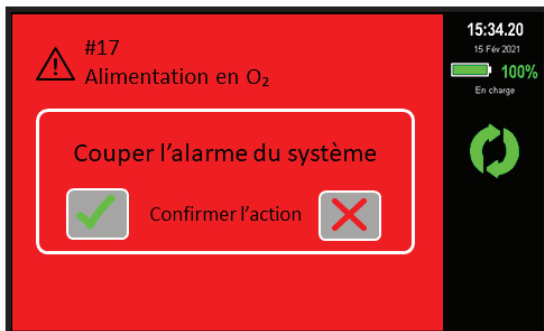 #17
Alimentation en O₂
Couper l’alarme du système
Confirmer l’action
15:34.20
15 Fév 2021
100%
En charge